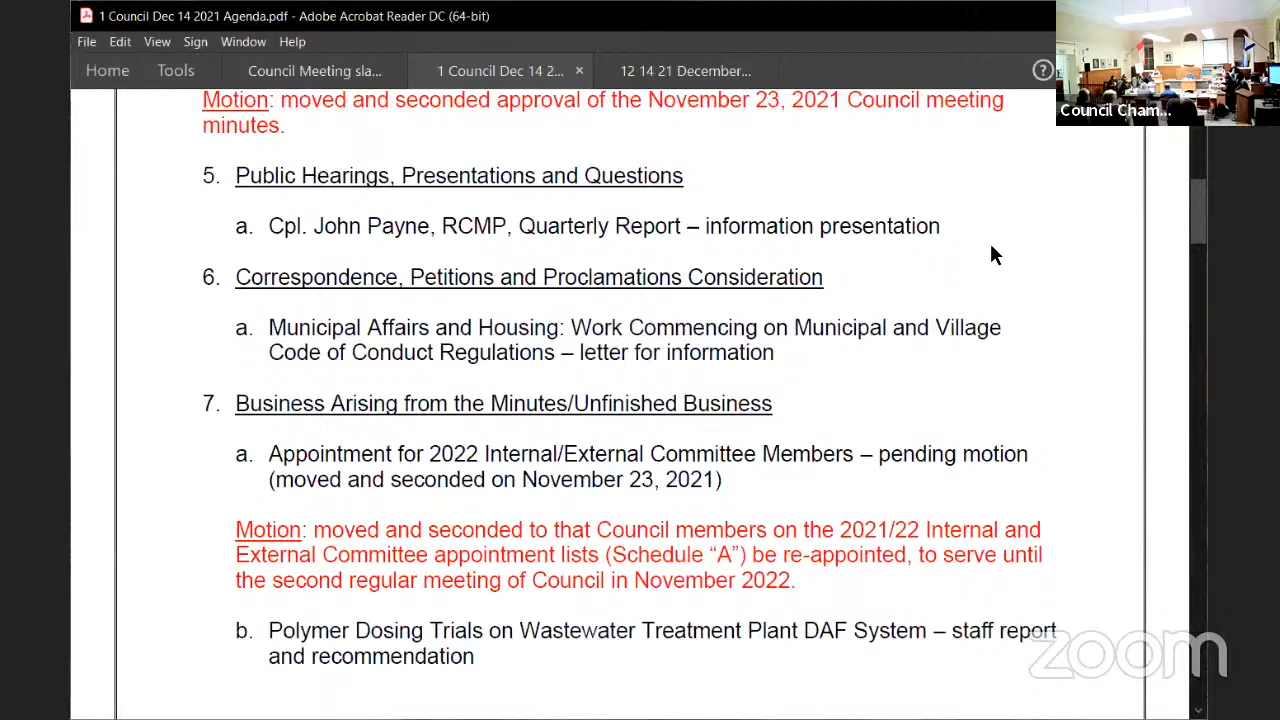 1 Council Dec 14 2021 Agenda.pdf - Adobe Acrobat Reader DC (64-bit)
File Edit View Sign Window Help
Home Tools Council Meeting sla... 1 Council Dec 14 2... × 12 14 21 December... ?
Council Cham...
Motion: moved and seconded approval of the November 23, 2021 Council meeting
minutes.
5. Public Hearings, Presentations and Questions
a. Cpl. John Payne, RCMP, Quarterly Report – information presentation
6. Correspondence, Petitions and Proclamations Consideration
a. Municipal Affairs and Housing: Work Commencing on Municipal and Village
Code of Conduct Regulations – letter for information
7. Business Arising from the Minutes/Unfinished Business
a. Appointment for 2022 Internal/External Committee Members – pending motion
(moved and seconded on November 23, 2021)
Motion: moved and seconded to that Council members on the 2021/22 Internal and
External Committee appointment lists (Schedule “A”) be re-appointed, to serve until
the second regular meeting of Council in November 2022.
b. Polymer Dosing Trials on Wastewater Treatment Plant DAF System – staff report
and recommendation
zoom